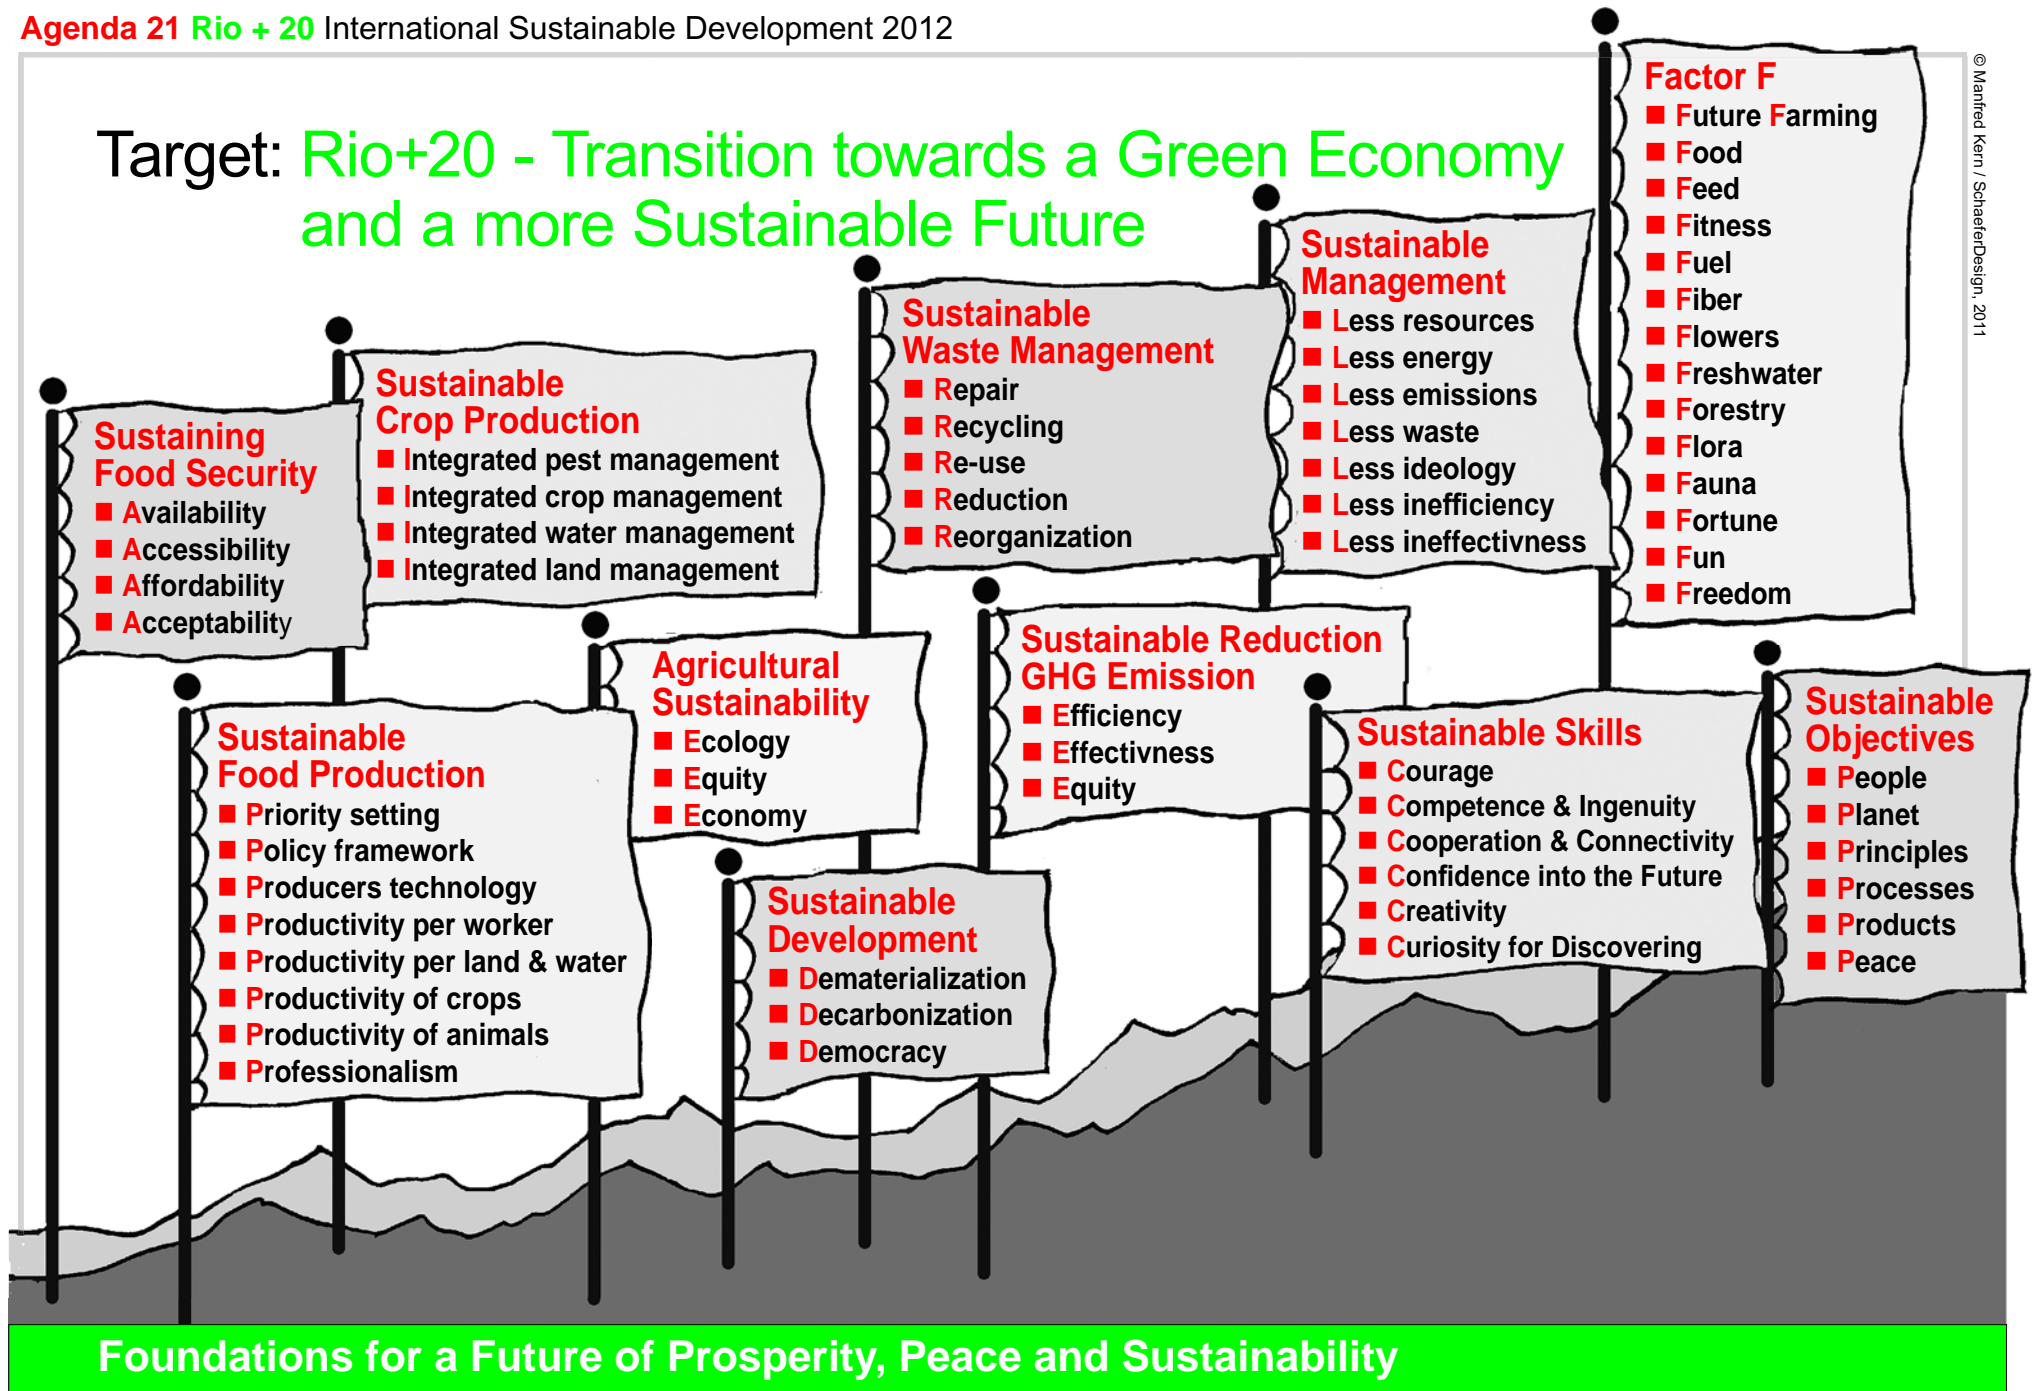 Agenda 21 Rio + 20 International Sustainable Development 2012
© Manfred Kern / SchaeferDesign, 2011
Target: Rio+20 - Transition towards a Green Economy
and a more Sustainable Future
Sustaining
Food Security
Availability
Accessibility
Affordability
Acceptability
Sustainable
Crop Production
Integrated pest management
Integrated crop management
Integrated water management
Integrated land management
Sustainable
Waste Management
Repair
Recycling
Re-use
Reduction
Reorganization
Sustainable
Management
Less resources
Less energy
Less emissions
Less waste
Less ideology
Less inefficiency
Less ineffectivness
Factor F
Future Farming
Food
Feed
Fitness
Fuel
Fiber
Flowers
Freshwater
Forestry
Flora
Fauna
Fortune
Fun
Freedom
Sustainable
Food Production
Priority setting
Policy framework
Producers technology
Productivity per worker
Productivity per land & water
Productivity of crops
Productivity of animals
Professionalism
Agricultural
Sustainability
Ecology
Equity
Economy
Sustainable
Development
Dematerialization
Decarbonization
Democracy
Sustainable Reduction
GHG Emission
Efficiency
Effectivness
Equity
Sustainable Skills
Courage
Competence & Ingenuity
Cooperation & Connectivity
Confidence into the Future
Creativity
Curiosity for Discovering
Sustainable
Objectives
People
Planet
Principles
Processes
Products
Peace
Foundations for a Future of Prosperity, Peace and Sustainability